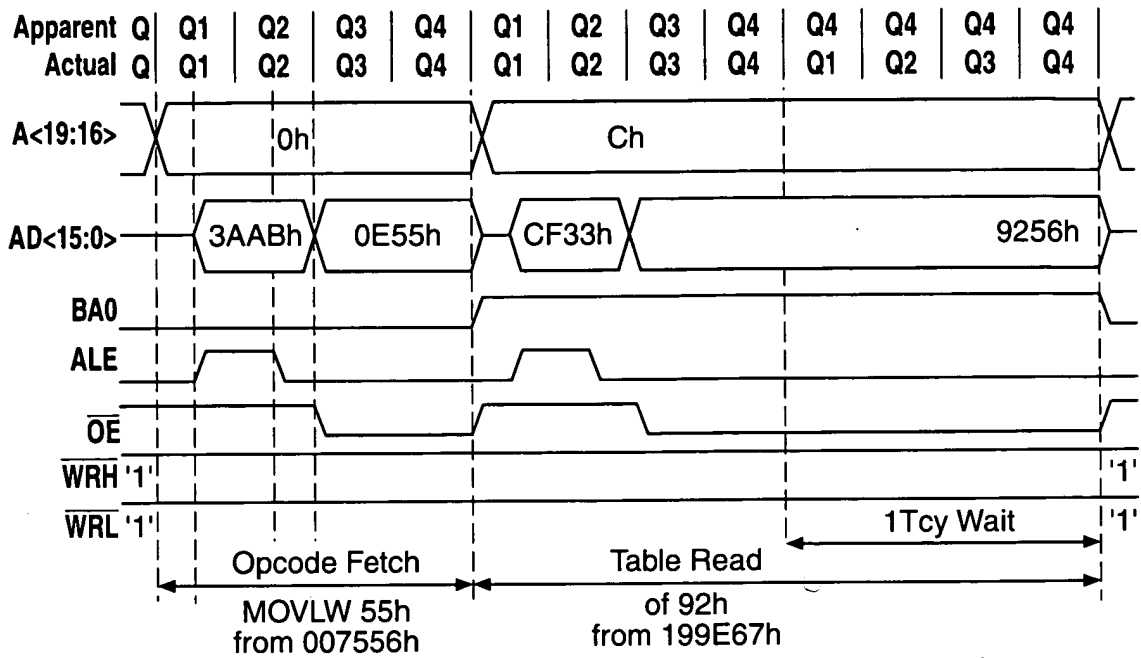 Apparent Q Q1 Q2 Q3 Q4 Q1 Q2 Q3 Q4 Q4 Q4 Q4 Q4
Actual Q Q1 Q2 Q3 Q4 Q1 Q2 Q3 Q4 Q1 Q2 Q3 Q4
A<19:16> 0h Ch
AD<15:0> 3AABh 0E55h CF33h 9256h
BA0
ALE
OE
WRH '1' '1'
WRL '1' '1'
1Tcy Wait
Opcode Fetch Table Read
MOVLW 55h of 92h
from 007556h from 199E67h